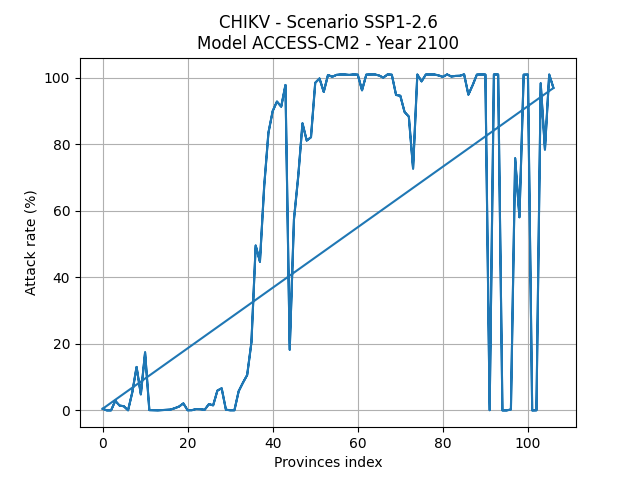 CHIKV - Scenario SSP1-2.6
Model ACCESS-CM2 - Year 2100
100
80
60
40
20
0
Attack rate (%)
0 20 40 60 80 100
Provinces index